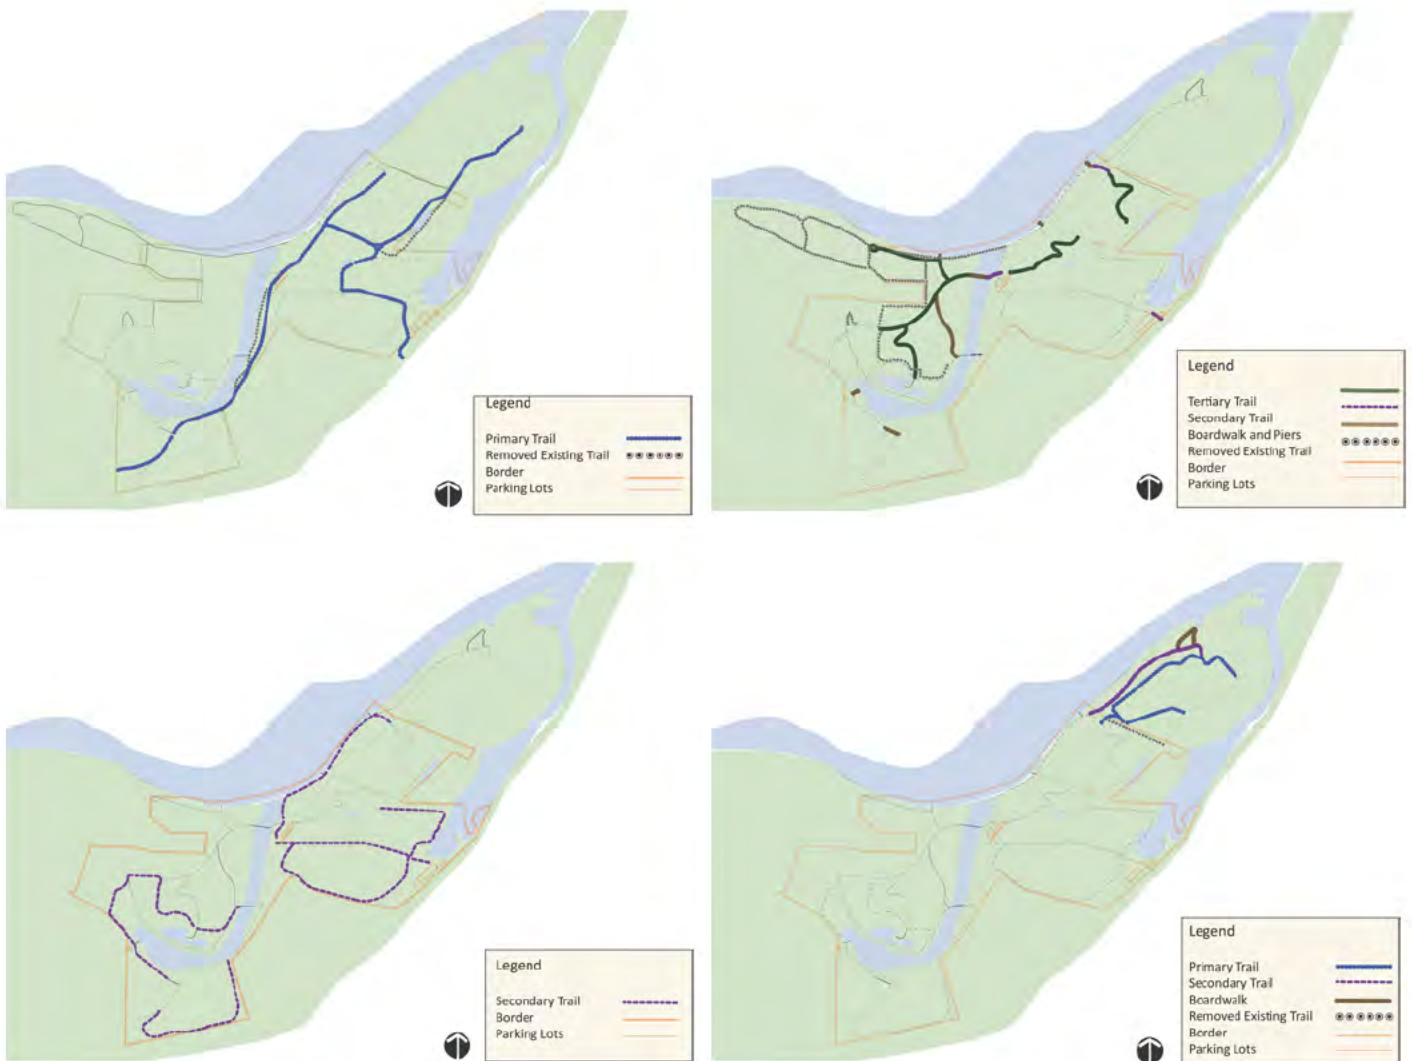 Legend
Primary Trail
Removed Existing Trail
Border
Parking Lots
Legend
Tertiary Trail
Secondary Trail
Boardwalk and Piers
Removed Existing Trail
Border
Parking Lots
Legend
Secondary Trail
Border
Parking Lots
Legend
Primary Trail
Secondary Trail
Boardwalk
Removed Existing Trail
Border
Parking Lots